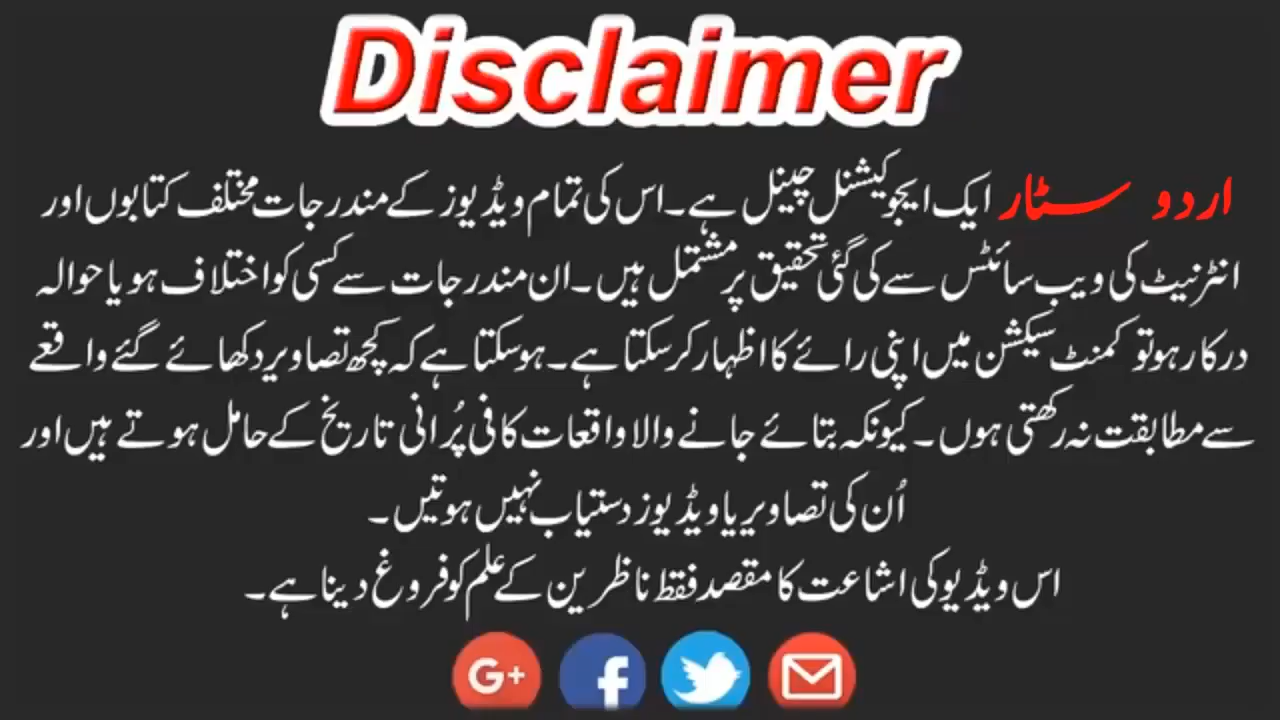 Disclaimer
اردو سٹار ایک ایجوکیشنل چینل ہے۔اس کی تمام ویڈیوز کے مندرجات مختلف کتابوں اور
انٹرنیٹ کی ویب سائٹس سے کی گئی تحقیق پر مشتمل ہیں۔ان مندرجات سے کسی کو اختلاف ہو یا حوالہ
درکار ہو تو کمنٹ سیکشن میں اپنی رائے کا اظہار کر سکتا ہے۔ہو سکتا ہے کہ کچھ تصاویر دکھائے گئے واقعے
سے مطابقت نہ رکھتی ہوں۔کیونکہ بتائے جانے والا واقعات کافی پُرانی تاریخ کے حامل ہوتے ہیں اور
اُن کی تصاویر یا ویڈیوز دستیاب نہیں ہوتیں۔
اس ویڈیو کی اشاعت کا مقصد فقط ناظرین کے علم کو فروغ دینا ہے۔
G+ f